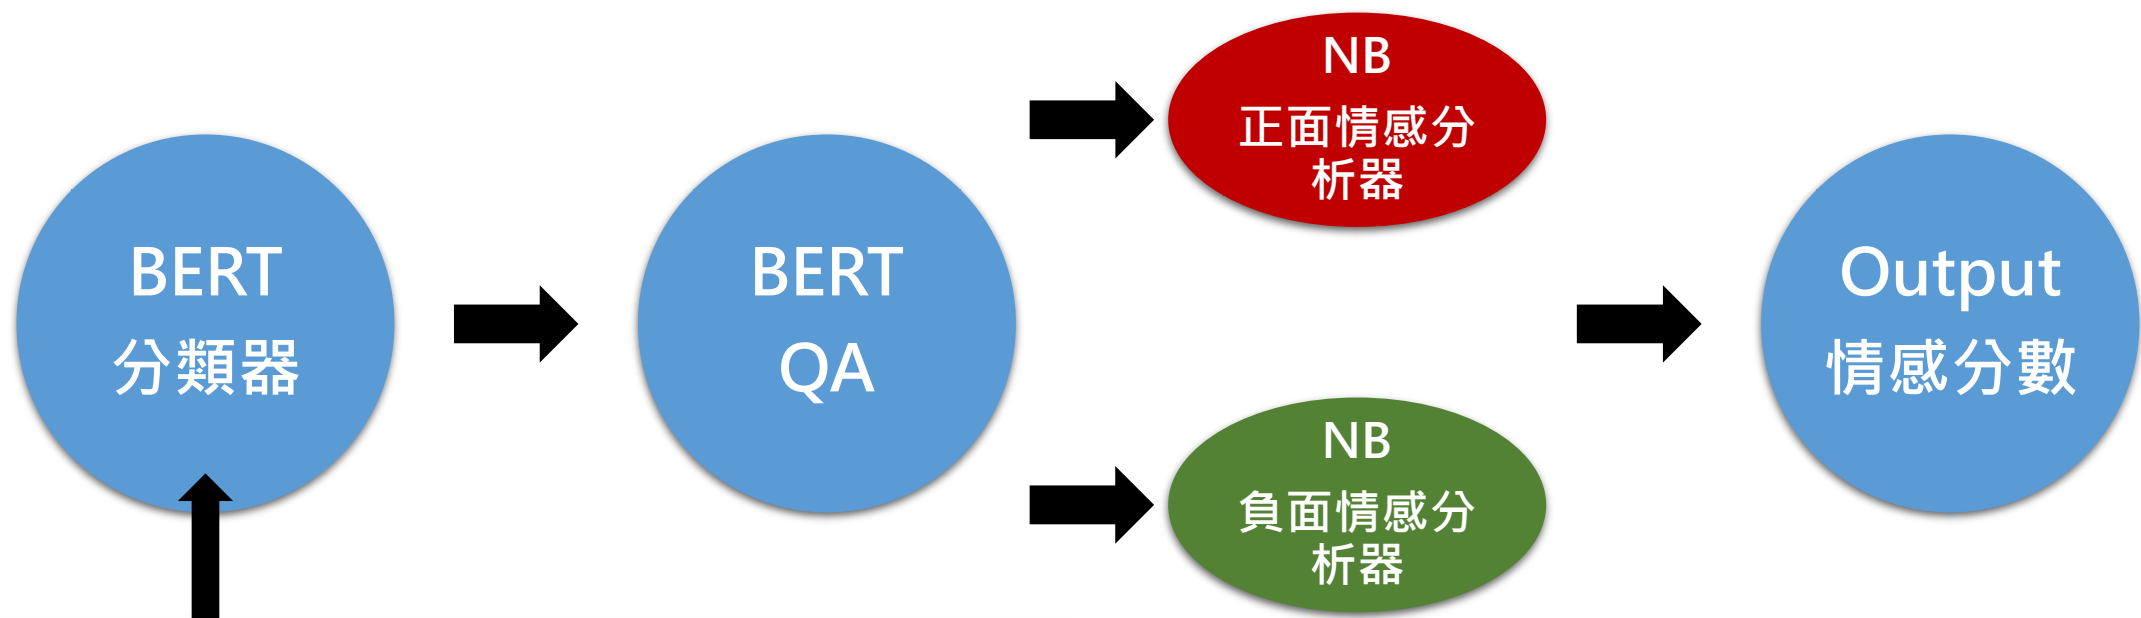 BERT
分類器
BERT
QA
NB
正面情感分
析器
NB
負面情感分
析器
Output
情感分數